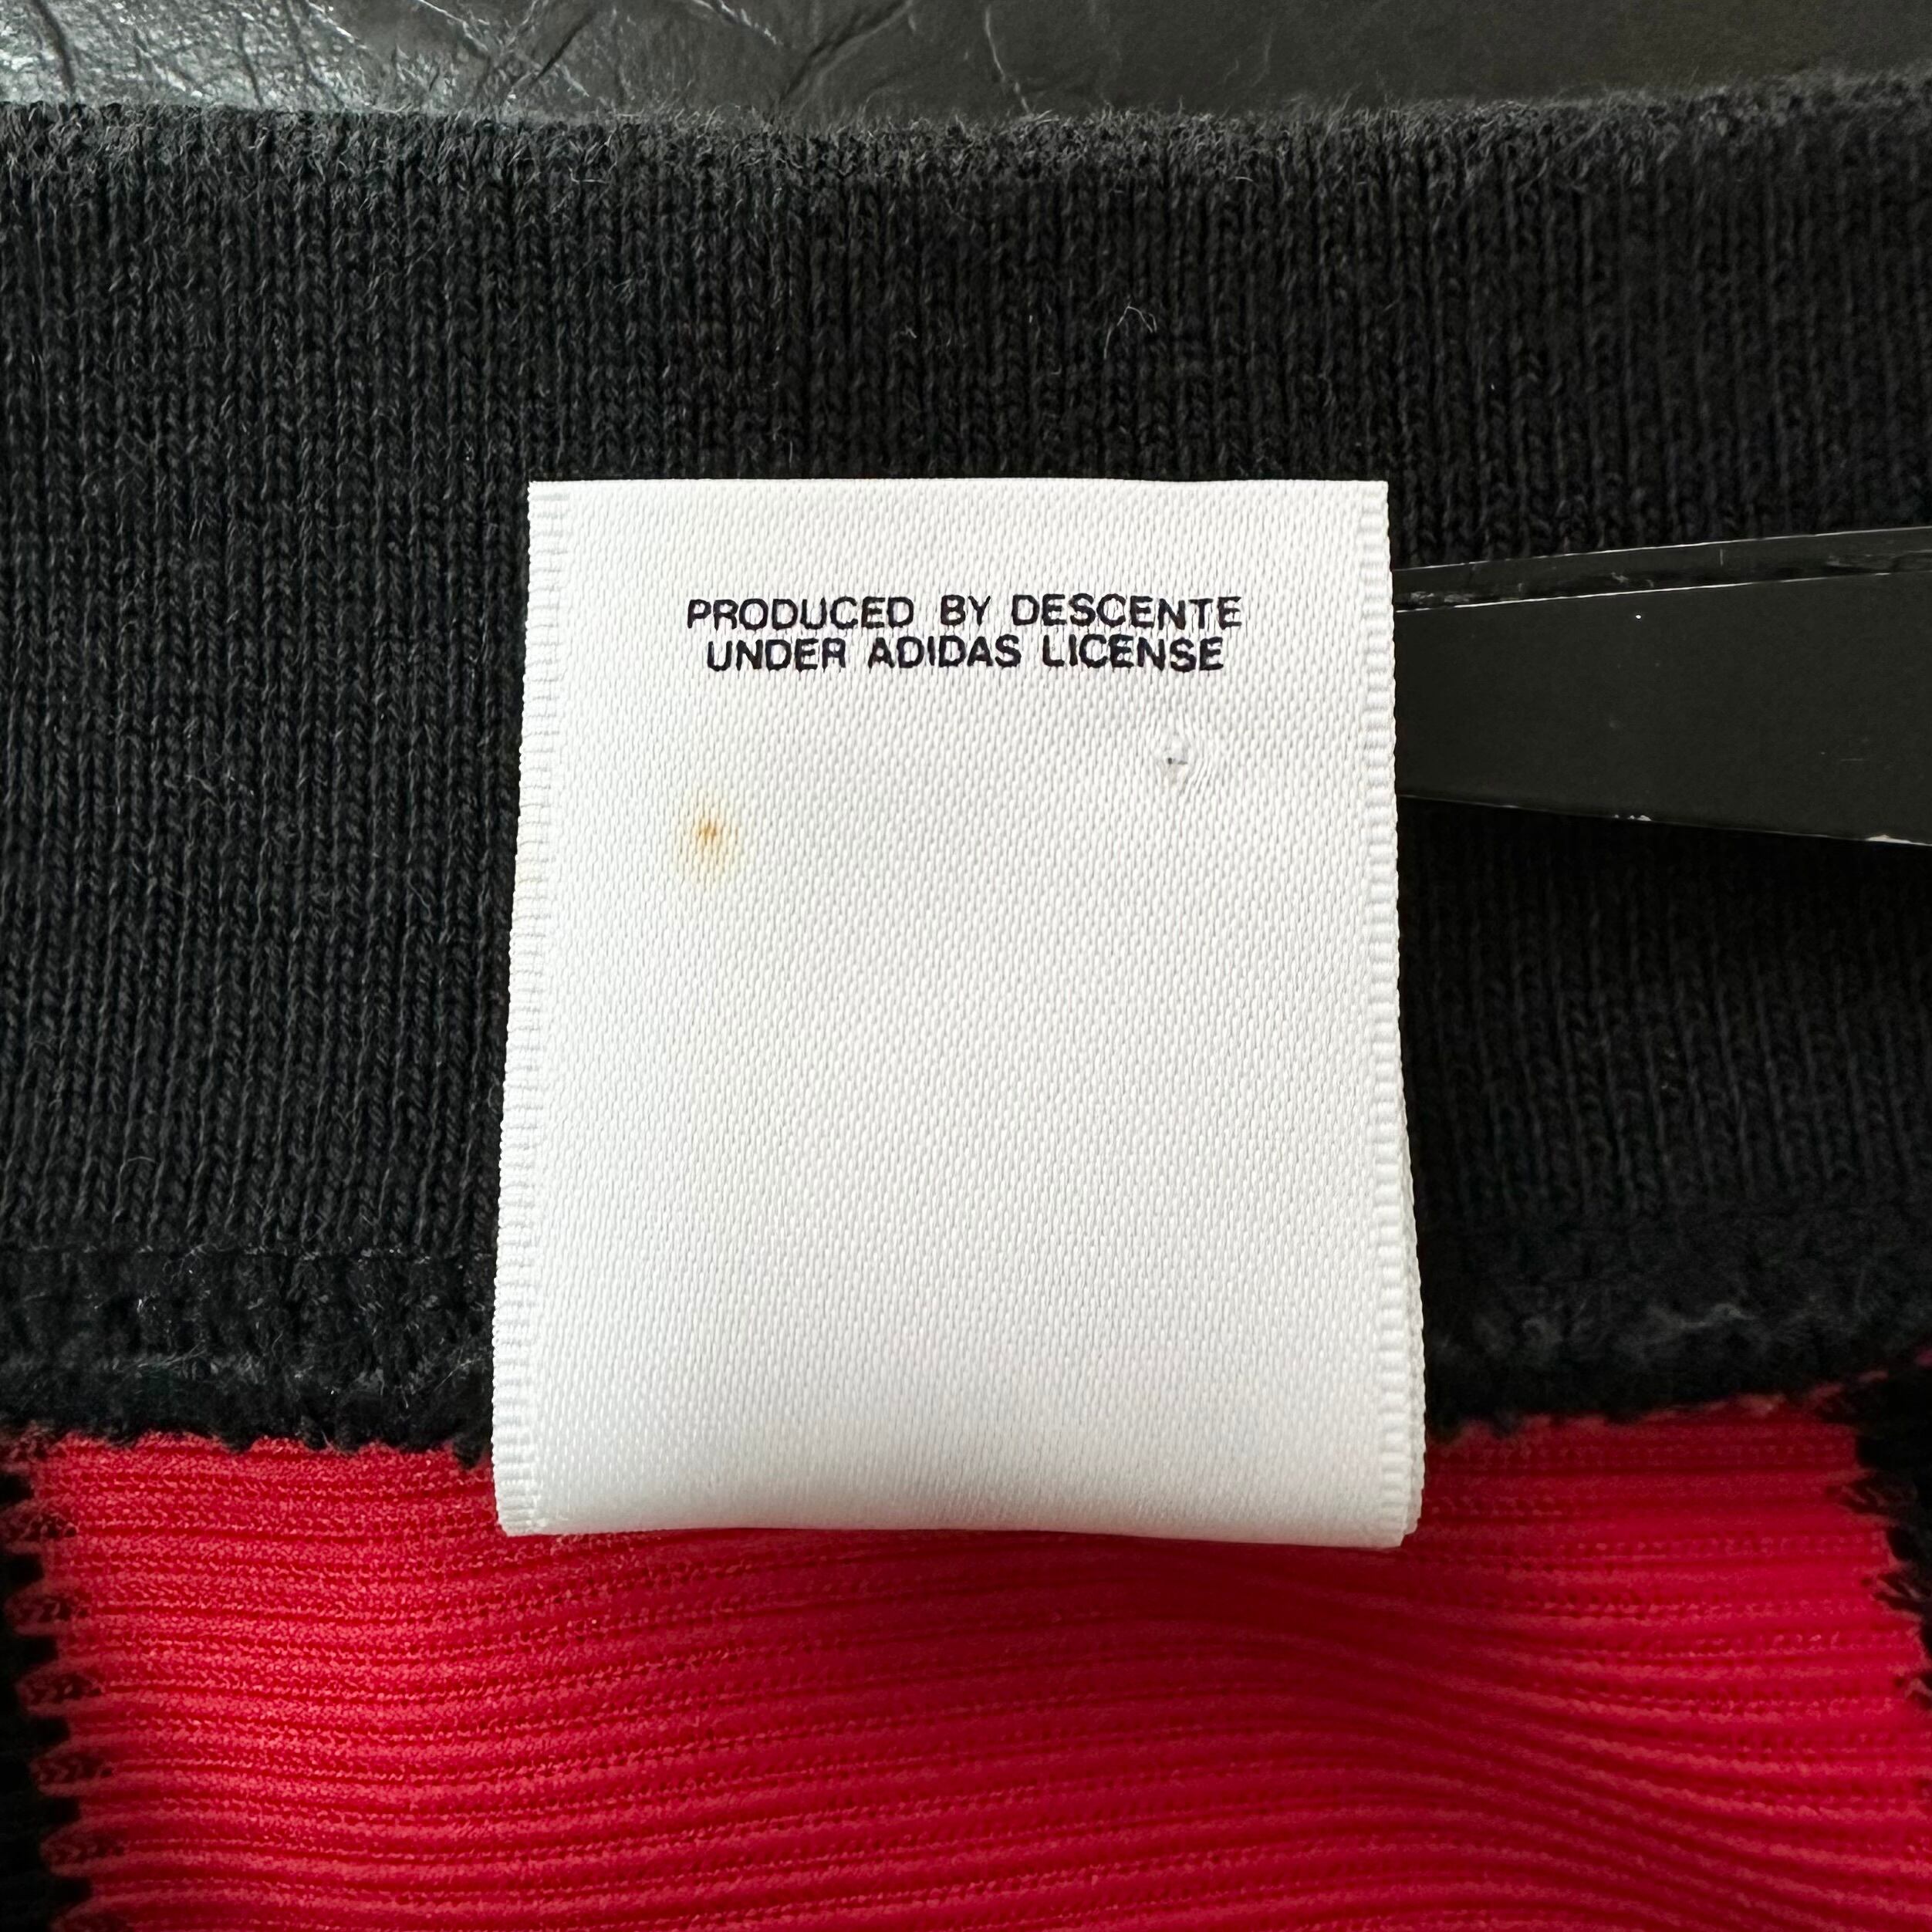 PRODUCED BY DESCENTE
UNDER ADIDAS LICENSE